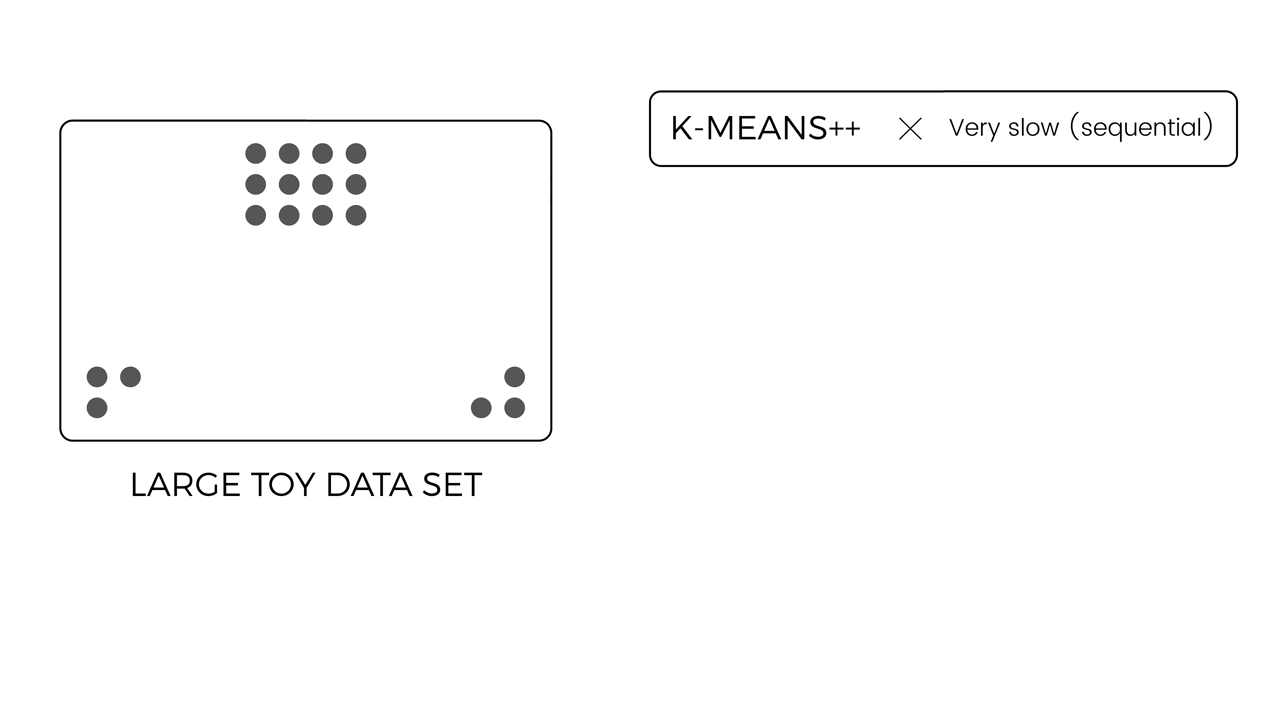 K-MEANS++ × Very slow (sequential)
LARGE TOY DATA SET